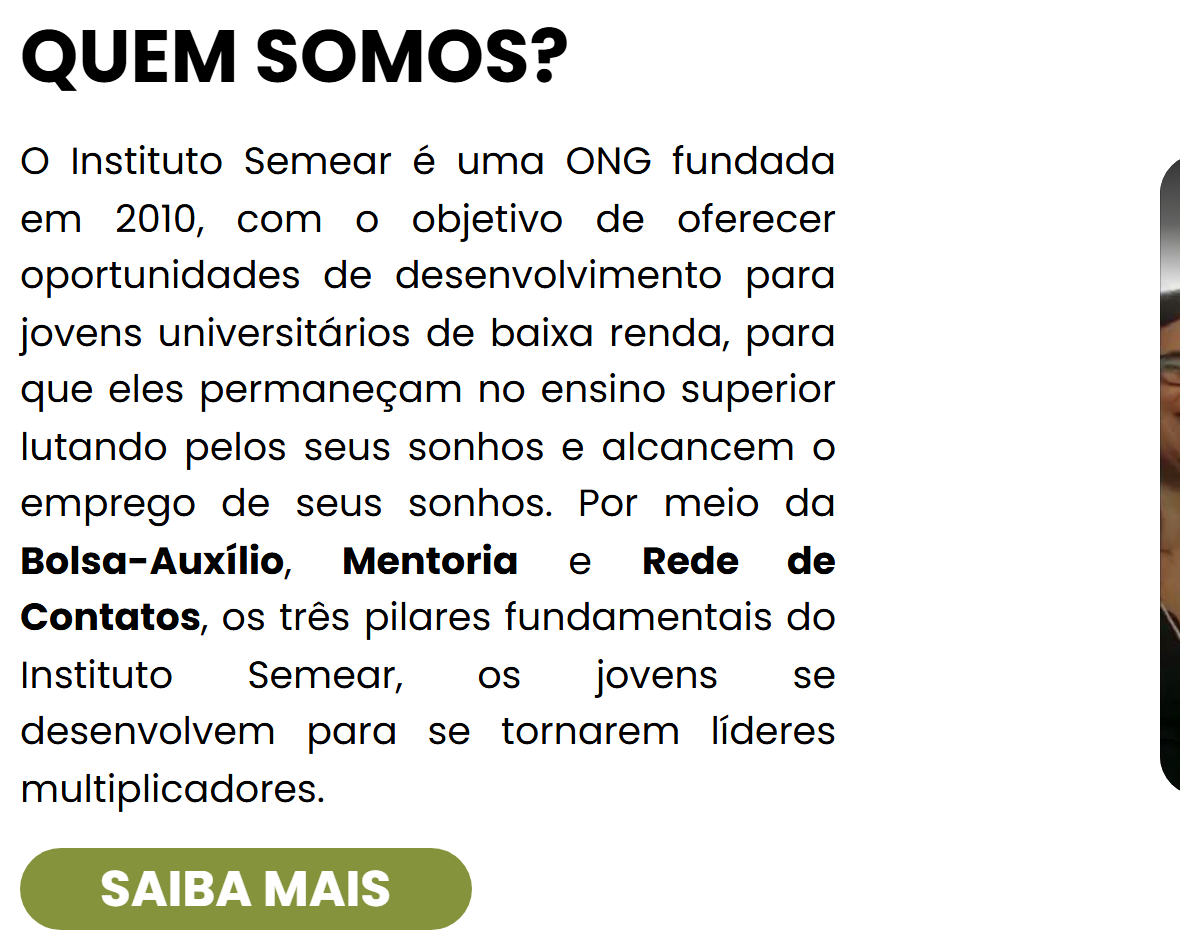 QUEM SOMOS?
O Instituto Semear é uma ONG fundada
em 2010, com o objetivo de oferecer
oportunidades de desenvolvimento para
jovens universitários de baixa renda, para
que eles permaneçam no ensino superior
lutando pelos seus sonhos e alcancem o
emprego de seus sonhos. Por meio da
Bolsa-Auxílio, Mentoria e Rede de
Contatos, os três pilares fundamentais do
Instituto Semear, os jovens se
desenvolvem para se tornarem líderes
multiplicadores.
SAIBA MAIS